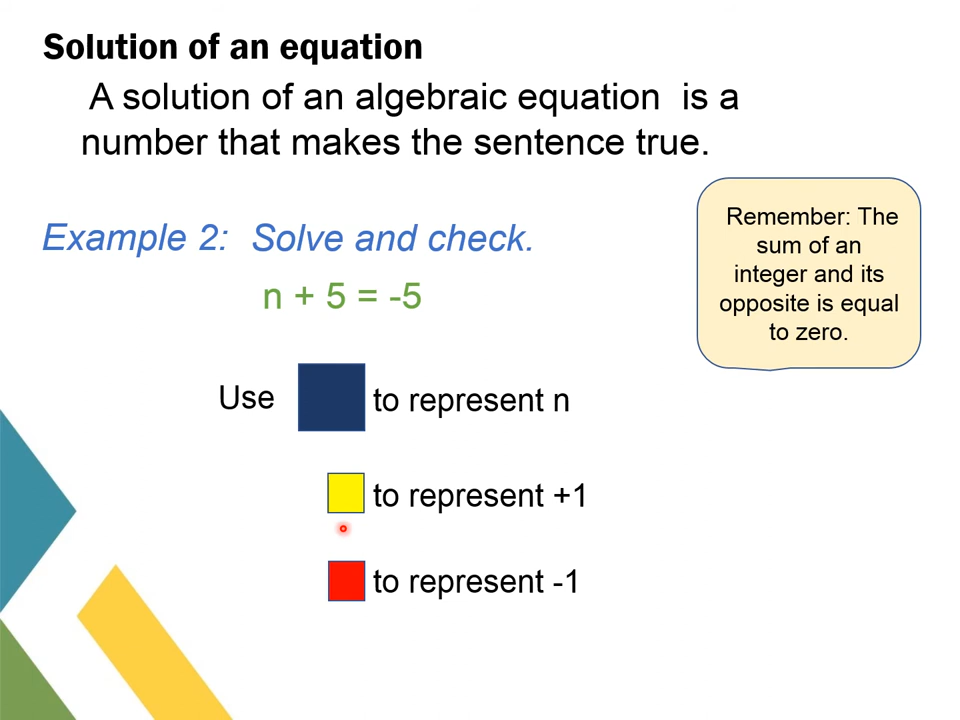 Solution of an equation
A solution of an algebraic equation is a
number that makes the sentence true.
Remember: The
sum of an
integer and its
opposite is equal
to zero.
Example 2: Solve and check.
n + 5 = -5
Use to represent n
to represent +1
to represent -1